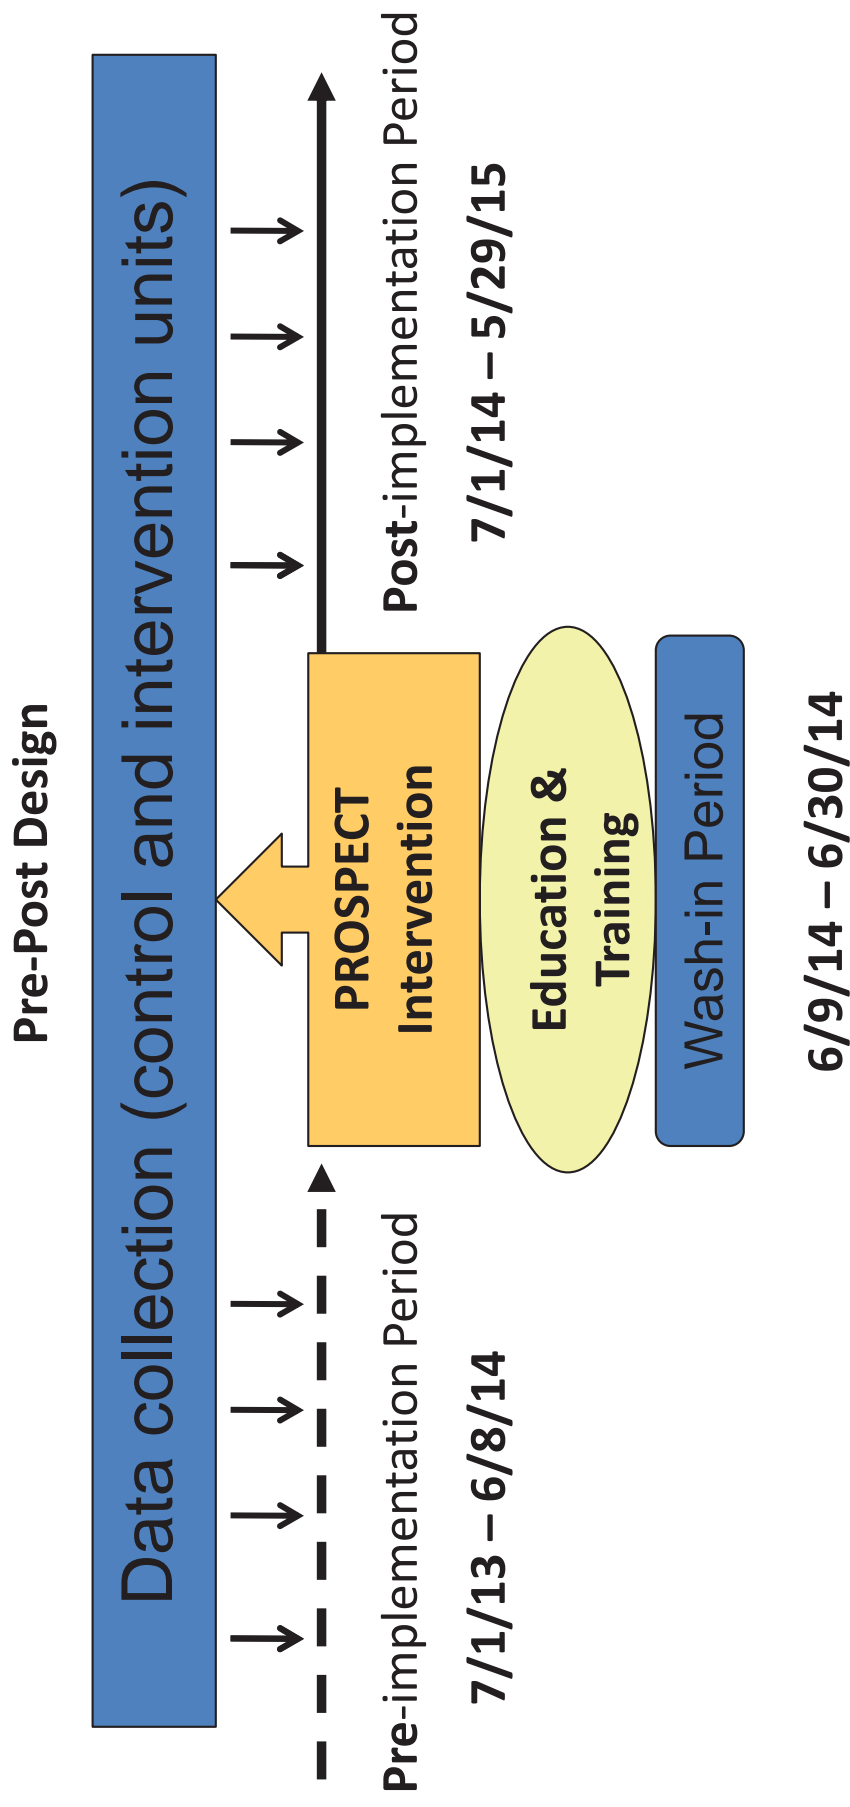 Pre-Post Design
Data collection (control and intervention units)
PROSPECT
Intervention
Education &
Training
Wash-in Period
6/9/14 – 6/30/14
Pre-implementation Period
7/1/13 – 6/8/14
Post-implementation Period
7/1/14 – 5/29/15